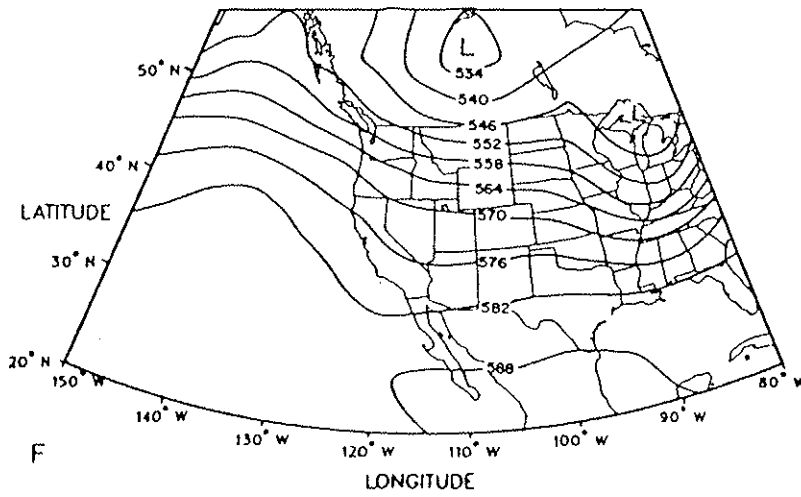 L
534
L
50° N
540
546
552
558
40° N
564
LATITUDE
570
30° N
576
582
20° N
588
150° W
80° W
140° W
90° W
130° W
100° W
120° W
110° W
F
LONGITUDE